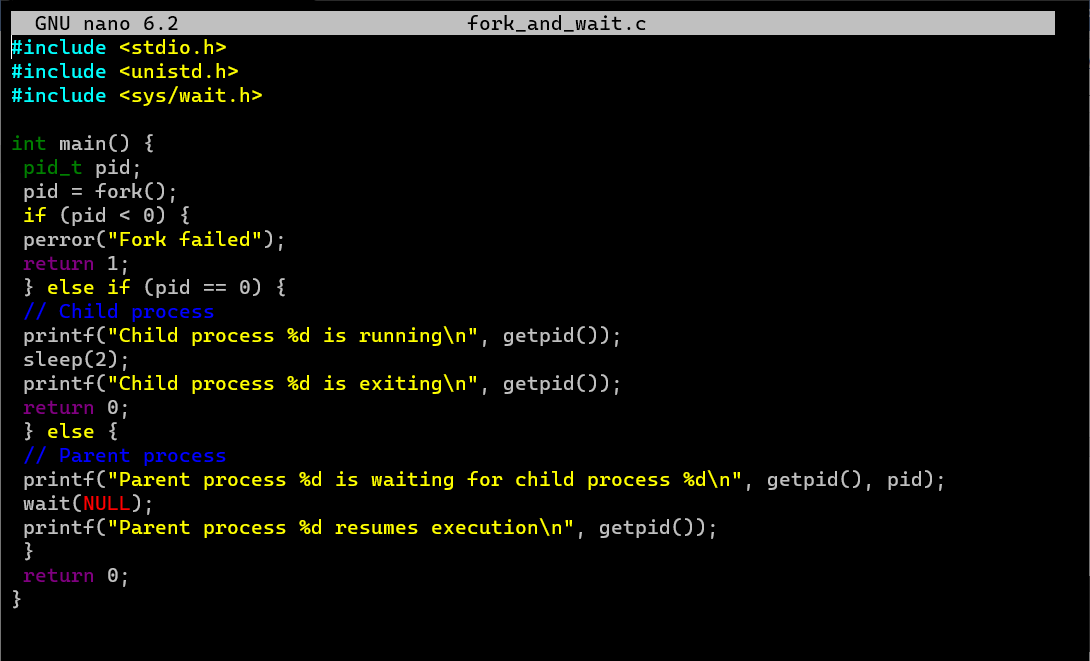 GNU nano 6.2 fork_and_wait.c
#include <stdio.h>
#include <unistd.h>
#include <sys/wait.h>

int main() {
 pid_t pid;
 pid = fork();
 if (pid < 0) {
 perror("Fork failed");
 return 1;
 } else if (pid == 0) {
 // Child process
 printf("Child process %d is running\n", getpid());
 sleep(2);
 printf("Child process %d is exiting\n", getpid());
 return 0;
 } else {
 // Parent process
 printf("Parent process %d is waiting for child process %d\n", getpid(), pid);
 wait(NULL);
 printf("Parent process %d resumes execution\n", getpid());
 }
 return 0;
}